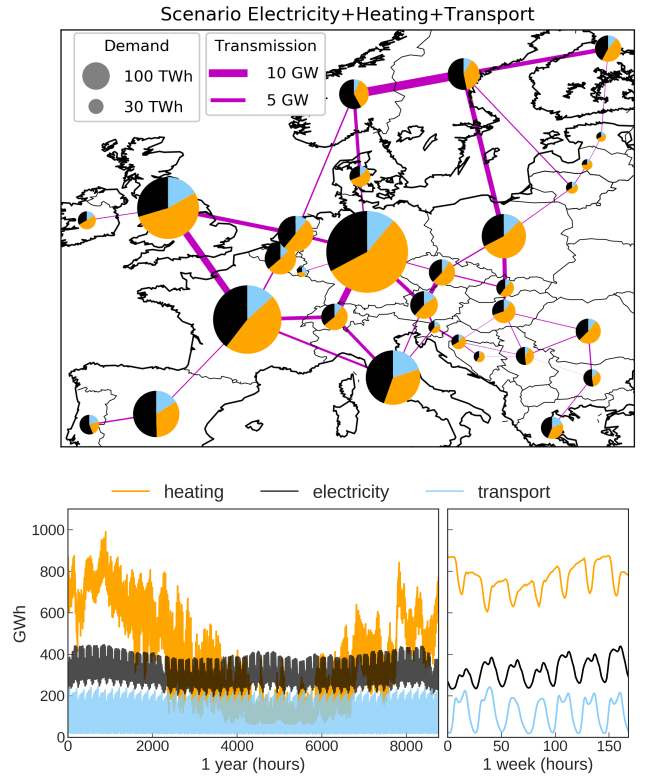 Scenario Electricity+Heating+Transport
Demand
100 TWh
30 TWh
Transmission
10 GW
5 GW
heating electricity transport
GWh
1000
800
600
400
200
0
0 2000 4000 6000 8000
1 year (hours)
0 50 100 150
1 week (hours)